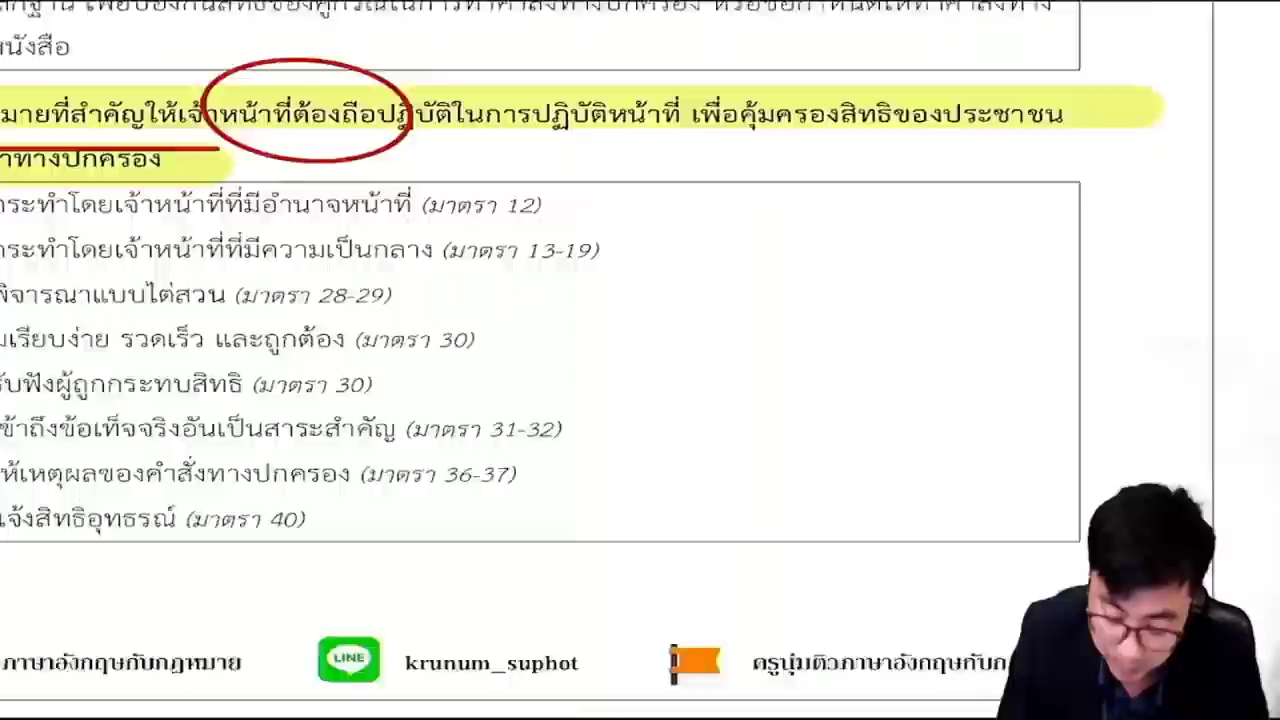 หนังสือ
มายที่สำคัญให้เจ้าหน้าที่ต้องถือปฏิบัติในการปฏิบัติหน้าที่ เพื่อคุ้มครองสิทธิของประชาชน
าทางปกครอง
กระทำโดยเจ้าหน้าที่ที่มีอำนาจหน้าที่ (มาตรา 12)
กระทำโดยเจ้าหน้าที่ที่มีความเป็นกลาง (มาตรา 13-19)
พิจารณาแบบไต่สวน (มาตรา 28-29)
มเรียบง่าย รวดเร็ว และถูกต้อง (มาตรา 30)
รับฟังผู้ถูกกระทบสิทธิ (มาตรา 30)
ข้าถึงข้อเท็จจริงอันเป็นสาระสำคัญ (มาตรา 31-32)
ห้เหตุผลของคำสั่งทางปกครอง (มาตรา 36-37)
แจ้งสิทธิอุทธรณ์ (มาตรา 40)
ภาษาอังกฤษกับกฎหมาย
LINE
krunum_suphot
ครูนุ่มติวภาษาอังกฤษกับก